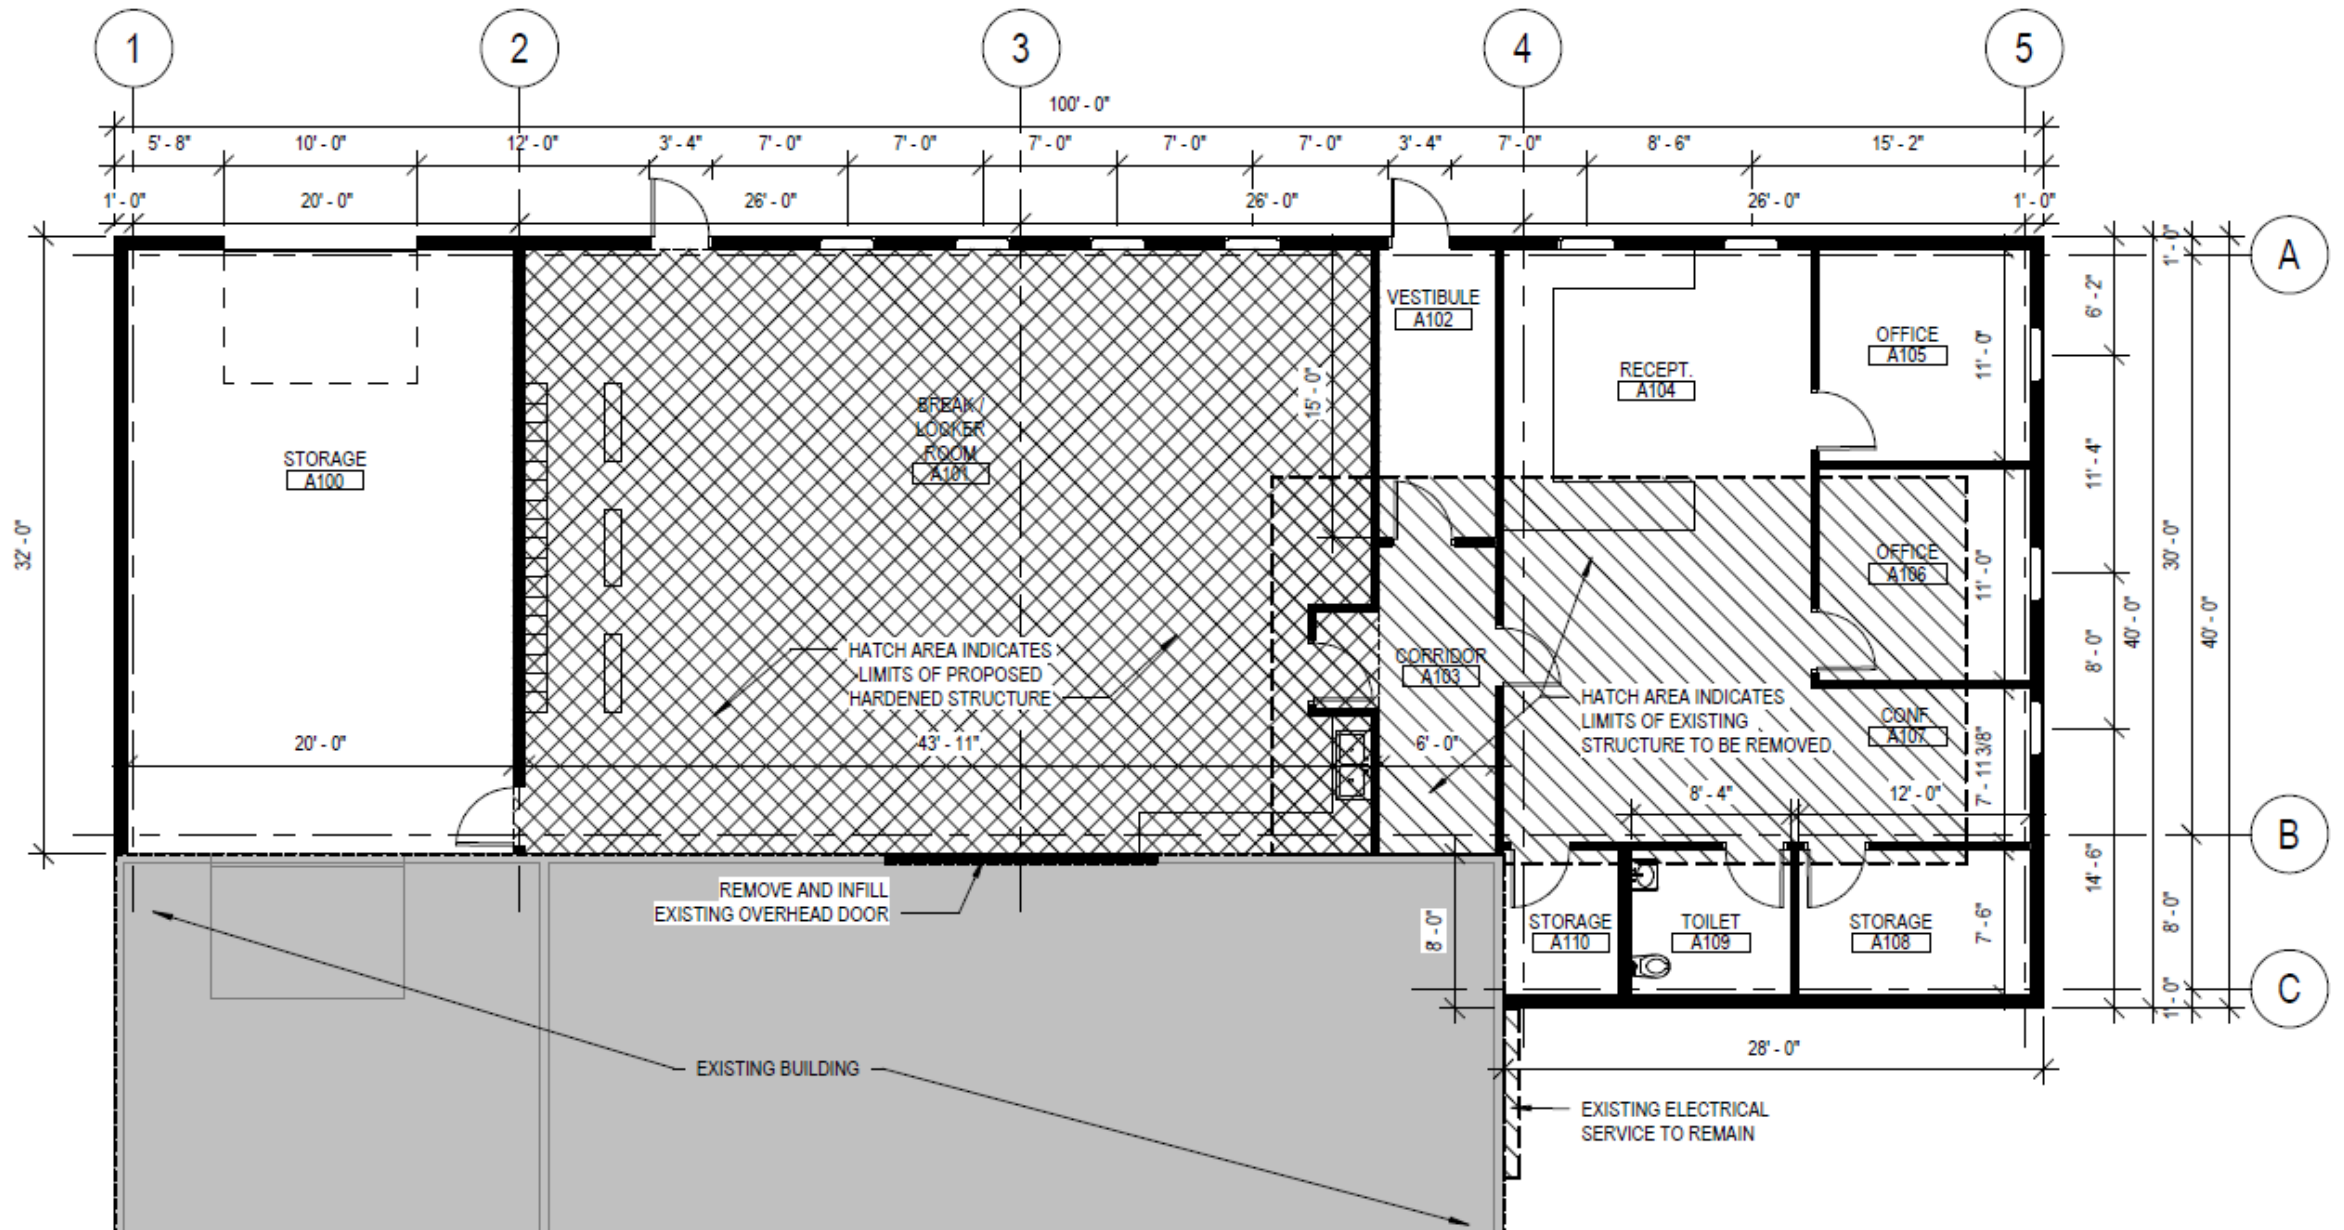 1 2 3 4 5
100' - 0"
5' - 8" 10' - 0" 12' - 0" 3' - 4" 7' - 0" 7' - 0" 7' - 0" 7' - 0" 7' - 0" 3' - 4" 7' - 0" 8' - 6" 15' - 2"
1' - 0" 20' - 0" 26' - 0" 26' - 0" 26' - 0" 1' - 0"
A
1' - 0"
6' - 2"
VESTIBULE
A102
OFFICE
A105
11' - 0"
RECEPT.
A104
15' - 0"
BREAK /
LOCKER
ROOM
A101
STORAGE
A100
11' - 4"
32' - 0"
30' - 0"
OFFICE
A106
11' - 0"
40' - 0"
40' - 0"
8' - 0"
HATCH AREA INDICATES
LIMITS OF PROPOSED
HARDENED STRUCTURE
CORRIDOR
A103
HATCH AREA INDICATES
LIMITS OF EXISTING
STRUCTURE TO BE REMOVED
CONF.
A107
20' - 0" 43' - 11" 6' - 0"
7' - 11 3/8"
8' - 4" 12' - 0"
B
14' - 6"
REMOVE AND INFILL
EXISTING OVERHEAD DOOR
8' - 0"
STORAGE
A110
TOILET
A109
STORAGE
A108
7' - 6"
8' - 0"
C
1' - 0"
28' - 0"
EXISTING BUILDING
EXISTING ELECTRICAL
SERVICE TO REMAIN